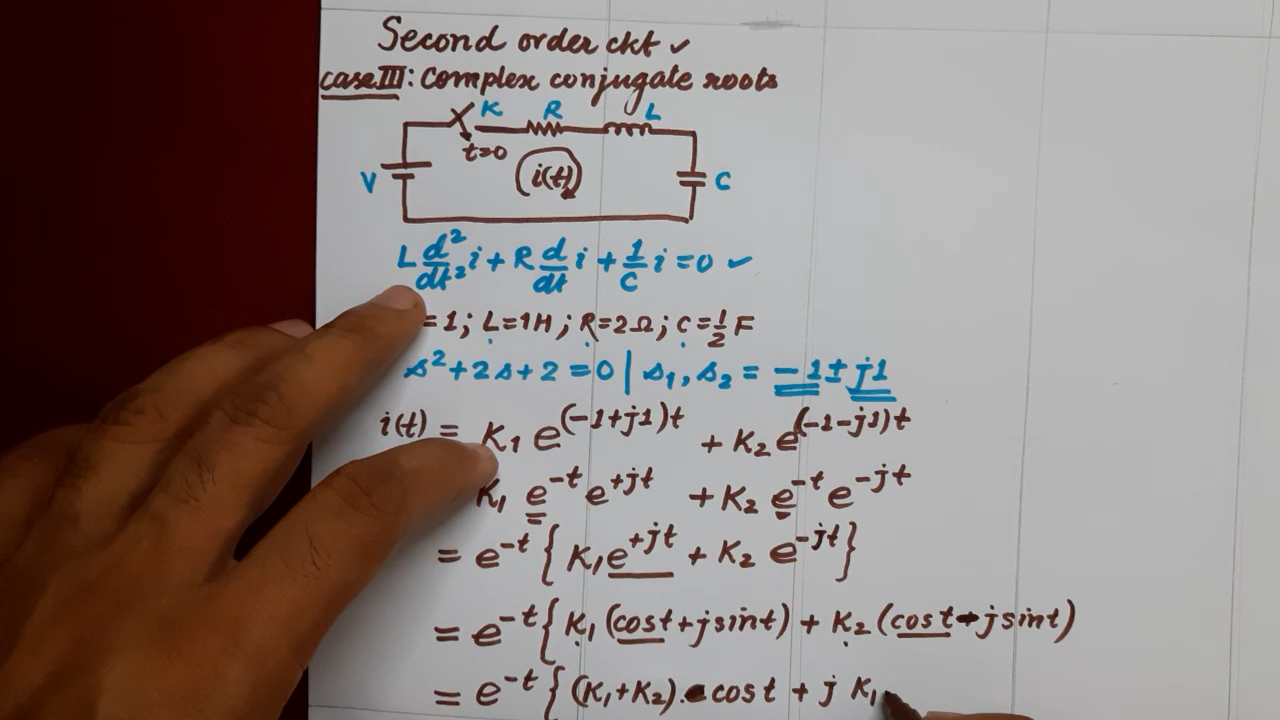 Second order ckt ✓
case III: Complex conjugate roots
K R L
t=0
i(t)
V C
L d²/dt² i + R d/dt i + 1/C i = 0 ✓
= 1; L=1H; R=2Ω; C=1/2 F
s²+2s+2 = 0 | s₁, s₂ = -1 ± j1
i(t) = K₁ e^(-1+j1)t + K₂ e^(-1-j1)t
K₁ e^-t e^+jt + K₂ e^-t e^-jt
= e^-t { K₁ e^+jt + K₂ e^-jt }
= e^-t { K₁ (cost + jsint) + K₂ (cost - jsint)
= e^-t { (K₁+K₂). cost + j K₁